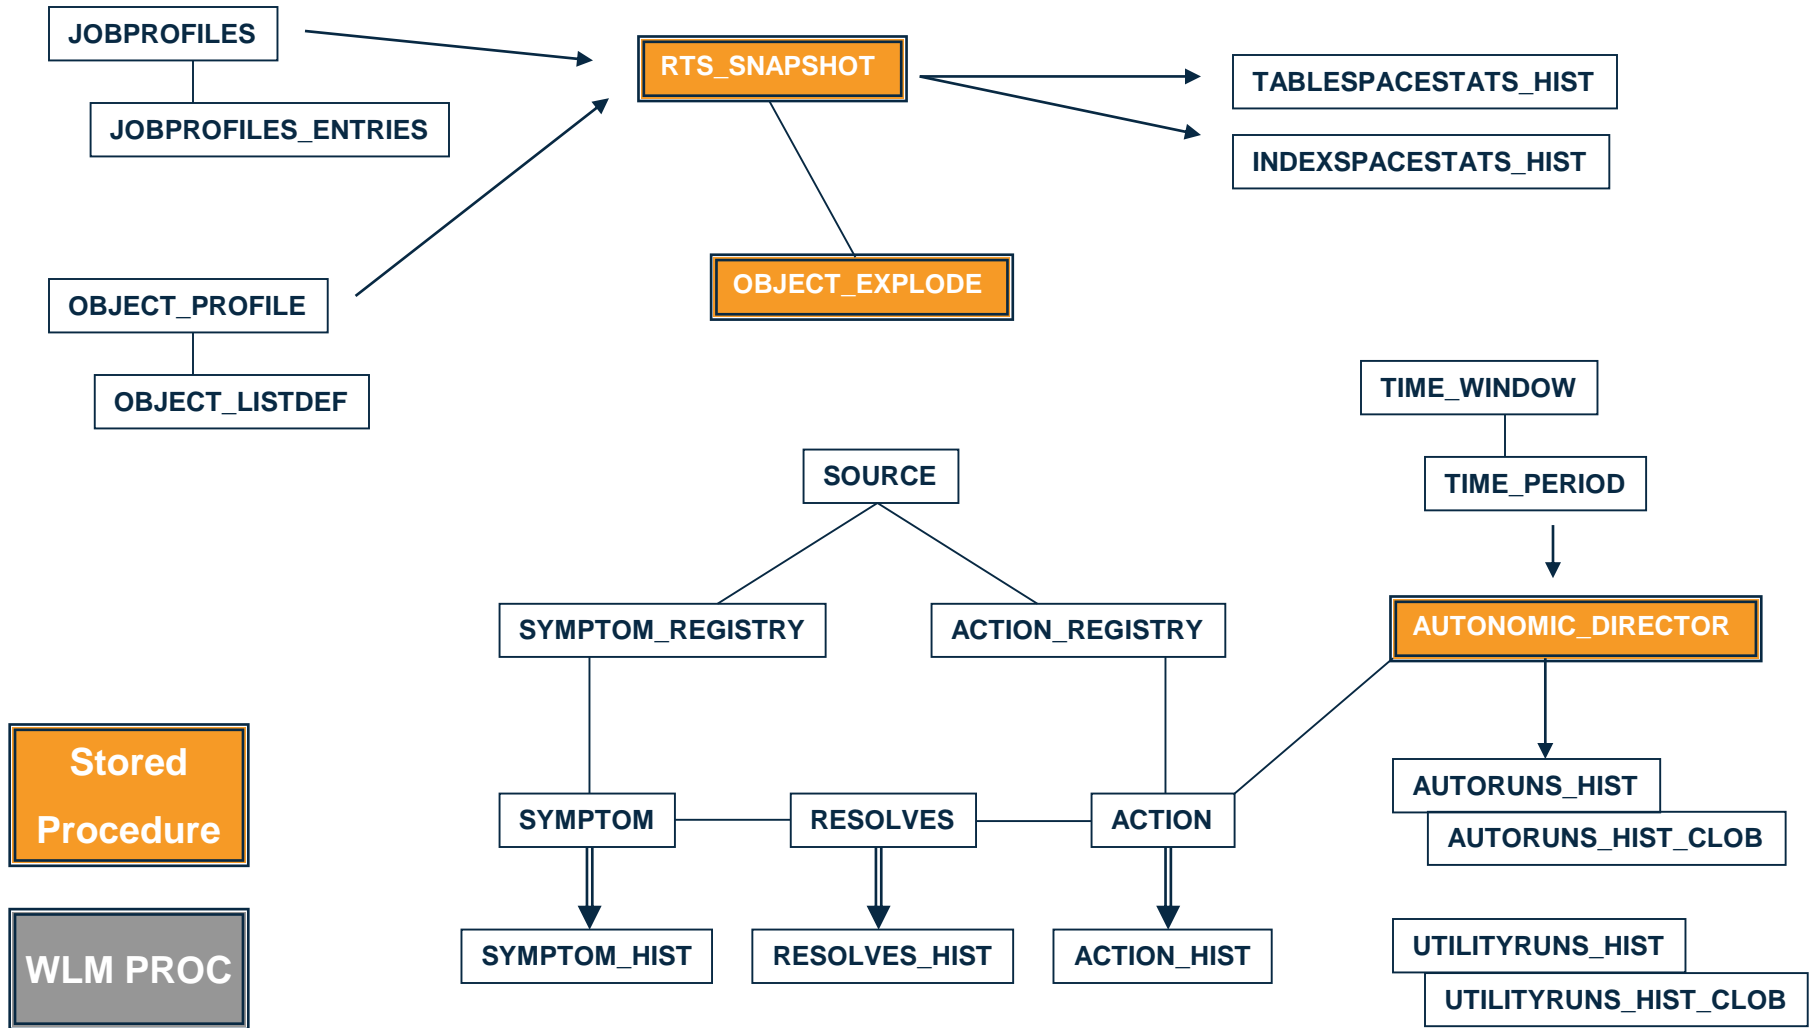 JOBPROFILES
JOBPROFILES_ENTRIES
RTS_SNAPSHOT
TABLESPACESTATS_HIST
INDEXSPACESTATS_HIST
OBJECT_EXPLODE
OBJECT_PROFILE
OBJECT_LISTDEF
TIME_WINDOW
TIME_PERIOD
SOURCE
SYMPTOM_REGISTRY
ACTION_REGISTRY
AUTONOMIC_DIRECTOR
Stored
Procedure
SYMPTOM
RESOLVES
ACTION
AUTORUNS_HIST
AUTORUNS_HIST_CLOB
WLM PROC
SYMPTOM_HIST
RESOLVES_HIST
ACTION_HIST
UTILITYRUNS_HIST
UTILITYRUNS_HIST_CLOB